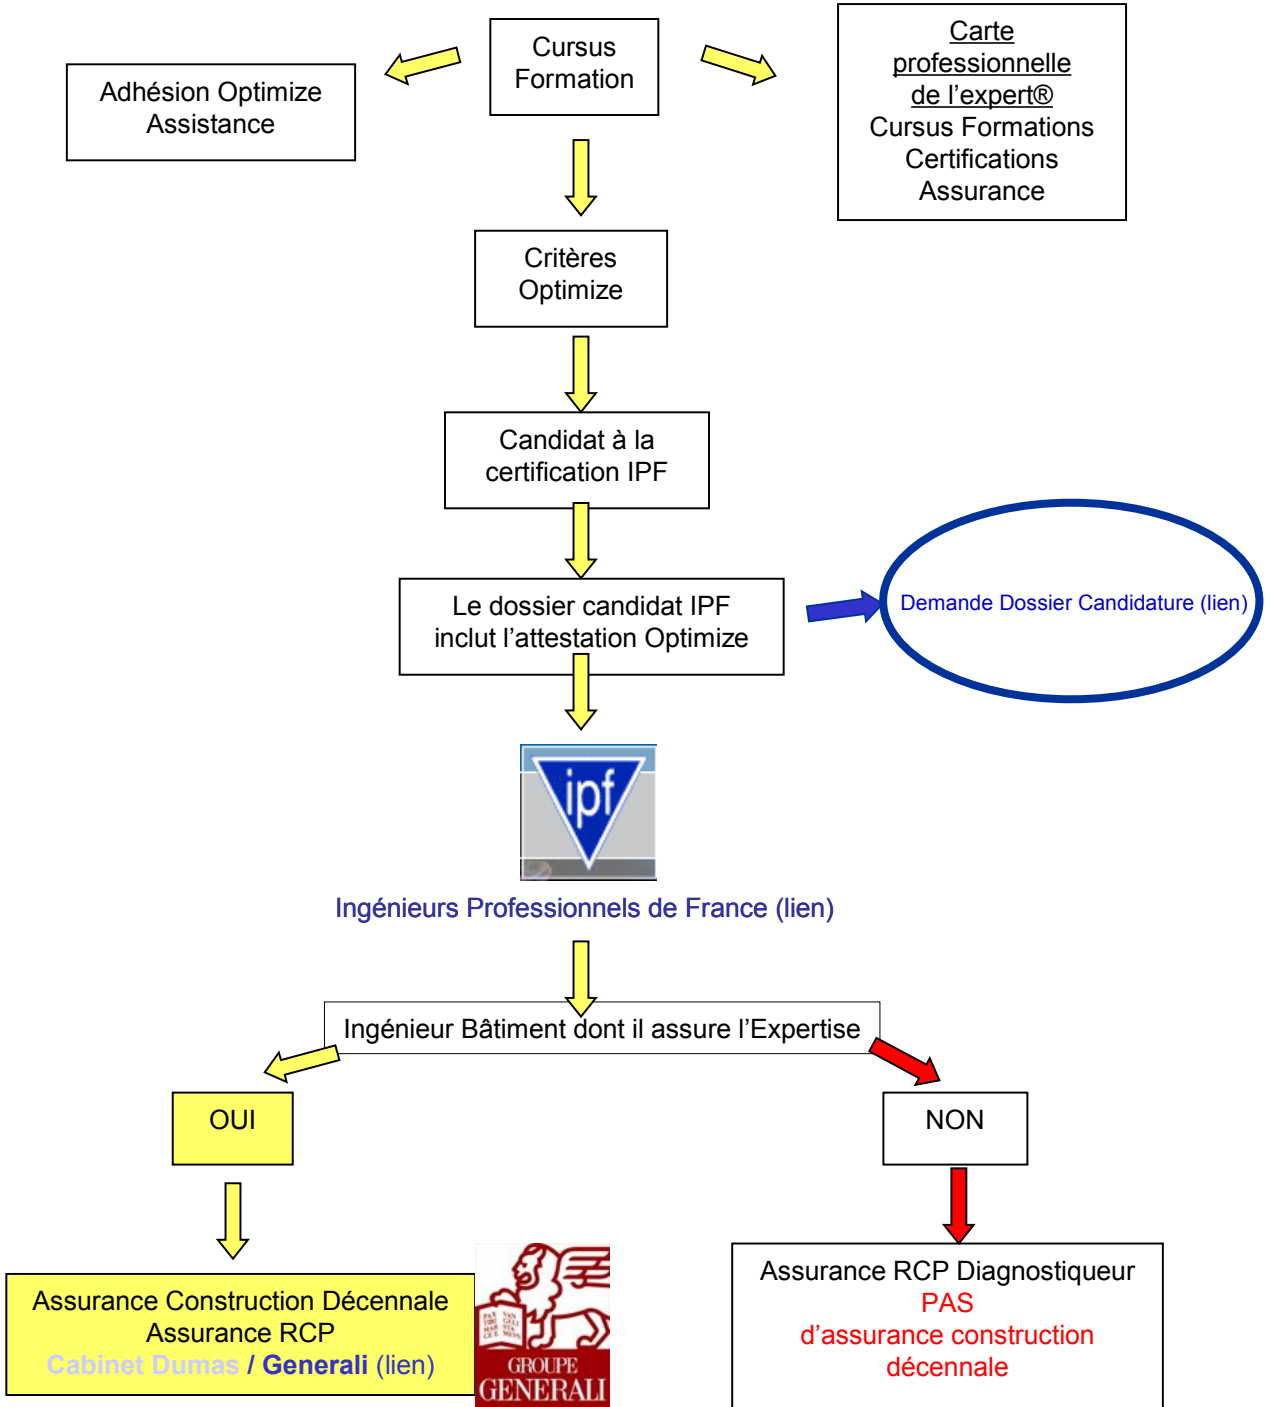 Cursus
Formation
Adhésion Optimize
Assistance
Carte
professionnelle
de l’expert®
Cursus Formations
Certifications
Assurance
Critères
Optimize
Candidat à la
certification IPF
Le dossier candidat IPF
inclut l’attestation Optimize
Demande Dossier Candidature (lien)
ipf
Ingénieurs Professionnels de France (lien)
Ingénieur Bâtiment dont il assure l’Expertise
OUI
NON
Assurance Construction Décennale
Assurance RCP
Cabinet Dumas / Generali (lien)
GROUPE
GENERALI
Assurance RCP Diagnostiqueur
PAS
d’assurance construction
décennale